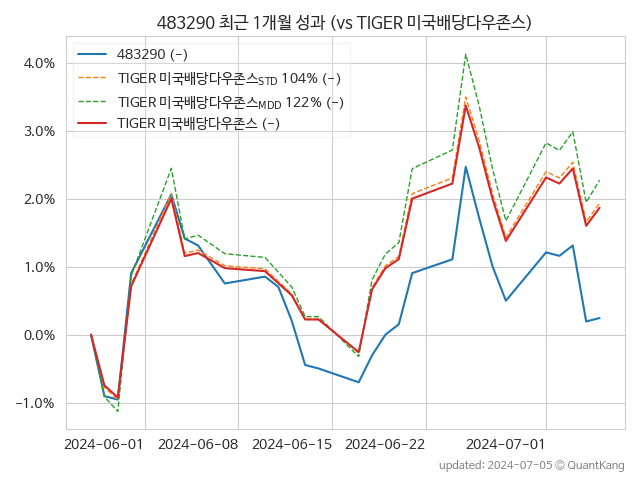 483290 최근 1개월 성과 (vs TIGER 미국배당다우존스)
483290 (-)
TIGER 미국배당다우존스STD 104% (-)
TIGER 미국배당다우존스MDD 122% (-)
TIGER 미국배당다우존스 (-)
4.0%
3.0%
2.0%
1.0%
0.0%
-1.0%
2024-06-01 2024-06-08 2024-06-15 2024-06-22 2024-07-01
updated: 2024-07-05 © QuantKang